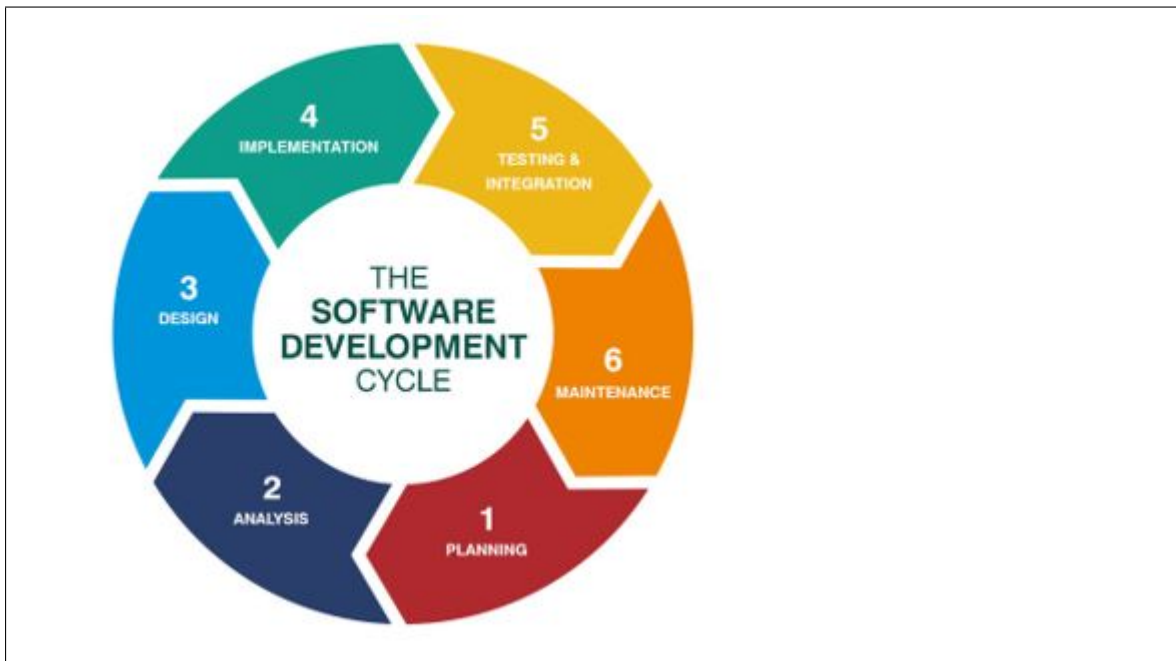 4
IMPLEMENTATION
5
TESTING &
INTEGRATION
3
DESIGN
THE
SOFTWARE
DEVELOPMENT
CYCLE
6
MAINTENANCE
2
ANALYSIS
1
PLANNING